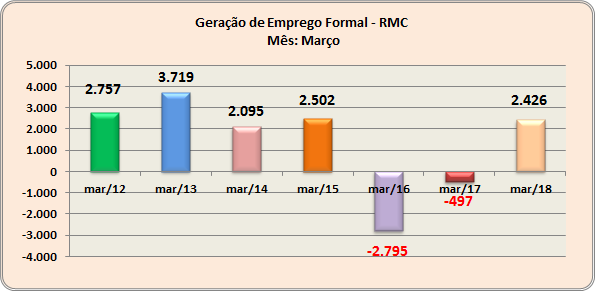 Geração de Emprego Formal - RMC
Mês: Março
5.000
4.000
3.000
2.000
1.000
0
-1.000
-2.000
-3.000
-4.000
2.757
3.719
2.095
2.502
-2.795
-497
2.426
mar/12
mar/13
mar/14
mar/15
mar/16
mar/17
mar/18